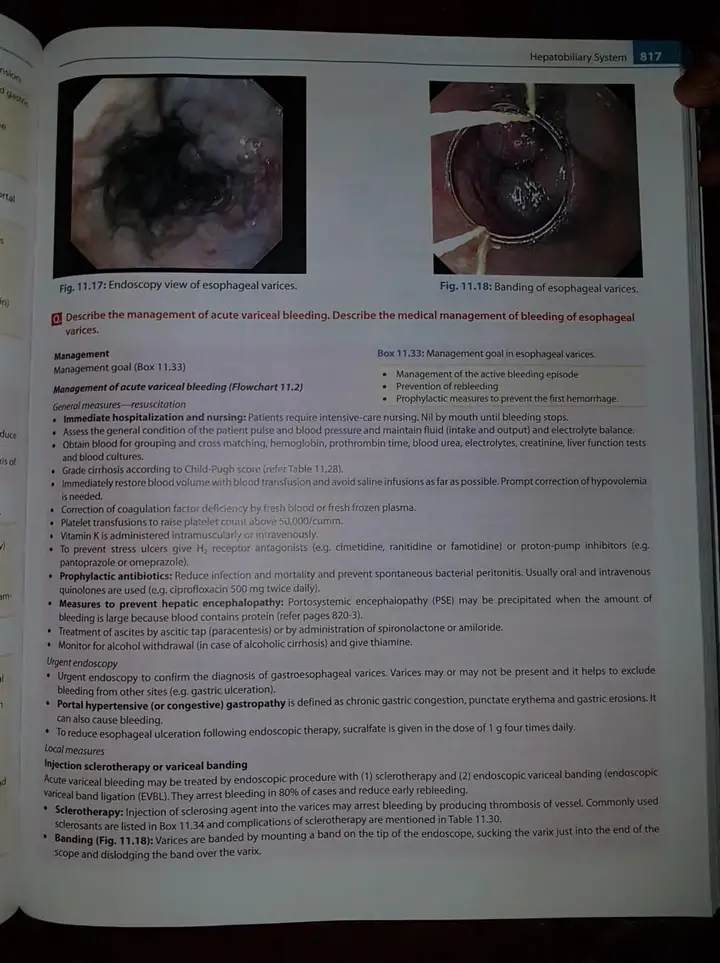 Hepatobiliary System 817
Fig. 11.17: Endoscopy view of esophageal varices.
Fig. 11.18: Banding of esophageal varices.
Q. Describe the management of acute variceal bleeding. Describe the medical management of bleeding of esophageal
varices.
Management
Management goal (Box 11.33)
Management of acute variceal bleeding (Flowchart 11.2)
General measures—resuscitation
Box 11.33: Management goal in esophageal varices.
• Management of the active bleeding episode
• Prevention of rebleeding
• Prophylactic measures to prevent the first hemorrhage.
• Immediate hospitalization and nursing: Patients require intensive-care nursing. Nil by mouth until bleeding stops.
• Assess the general condition of the patient pulse and blood pressure and maintain fluid (intake and output) and electrolyte balance.
• Obtain blood for grouping and cross matching, hemoglobin, prothrombin time, blood urea, electrolytes, creatinine, liver function tests
and blood cultures.
• Grade cirrhosis according to Child-Pugh score (refer Table 11.28).
• Immediately restore blood volume with blood transfusion and avoid saline infusions as far as possible. Prompt correction of hypovolemia
is needed.
• Correction of coagulation factor deficiency by fresh blood or fresh frozen plasma.
• Platelet transfusions to raise platelet count above 50,000/cumm.
• Vitamin K is administered intramuscularly or intravenously.
• To prevent stress ulcers give H₂ receptor antagonists (e.g. cimetidine, ranitidine or famotidine) or proton-pump inhibitors (e.g.
pantoprazole or omeprazole).
• Prophylactic antibiotics: Reduce infection and mortality and prevent spontaneous bacterial peritonitis. Usually oral and intravenous
quinolones are used (e.g. ciprofloxacin 500 mg twice daily).
• Measures to prevent hepatic encephalopathy: Portosystemic encephalopathy (PSE) may be precipitated when the amount of
bleeding is large because blood contains protein (refer pages 820-3).
• Treatment of ascites by ascitic tap (paracentesis) or by administration of spironolactone or amiloride.
• Monitor for alcohol withdrawal (in case of alcoholic cirrhosis) and give thiamine.
Urgent endoscopy
• Urgent endoscopy to confirm the diagnosis of gastroesophageal varices. Varices may or may not be present and it helps to exclude
bleeding from other sites (e.g. gastric ulceration).
• Portal hypertensive (or congestive) gastropathy is defined as chronic gastric congestion, punctate erythema and gastric erosions. It
can also cause bleeding.
• To reduce esophageal ulceration following endoscopic therapy, sucralfate is given in the dose of 1 g four times daily.
Local measures
Injection sclerotherapy or variceal banding
Acute variceal bleeding may be treated by endoscopic procedure with (1) sclerotherapy and (2) endoscopic variceal banding (endoscopic
variceal band ligation (EVBL). They arrest bleeding in 80% of cases and reduce early rebleeding.
• Sclerotherapy: Injection of sclerosing agent into the varices may arrest bleeding by producing thrombosis of vessel. Commonly used
sclerosants are listed in Box 11.34 and complications of sclerotherapy are mentioned in Table 11.30.
• Banding (Fig. 11.18): Varices are banded by mounting a band on the tip of the endoscope, sucking the varix just into the end of the
scope and dislodging the band over the varix.